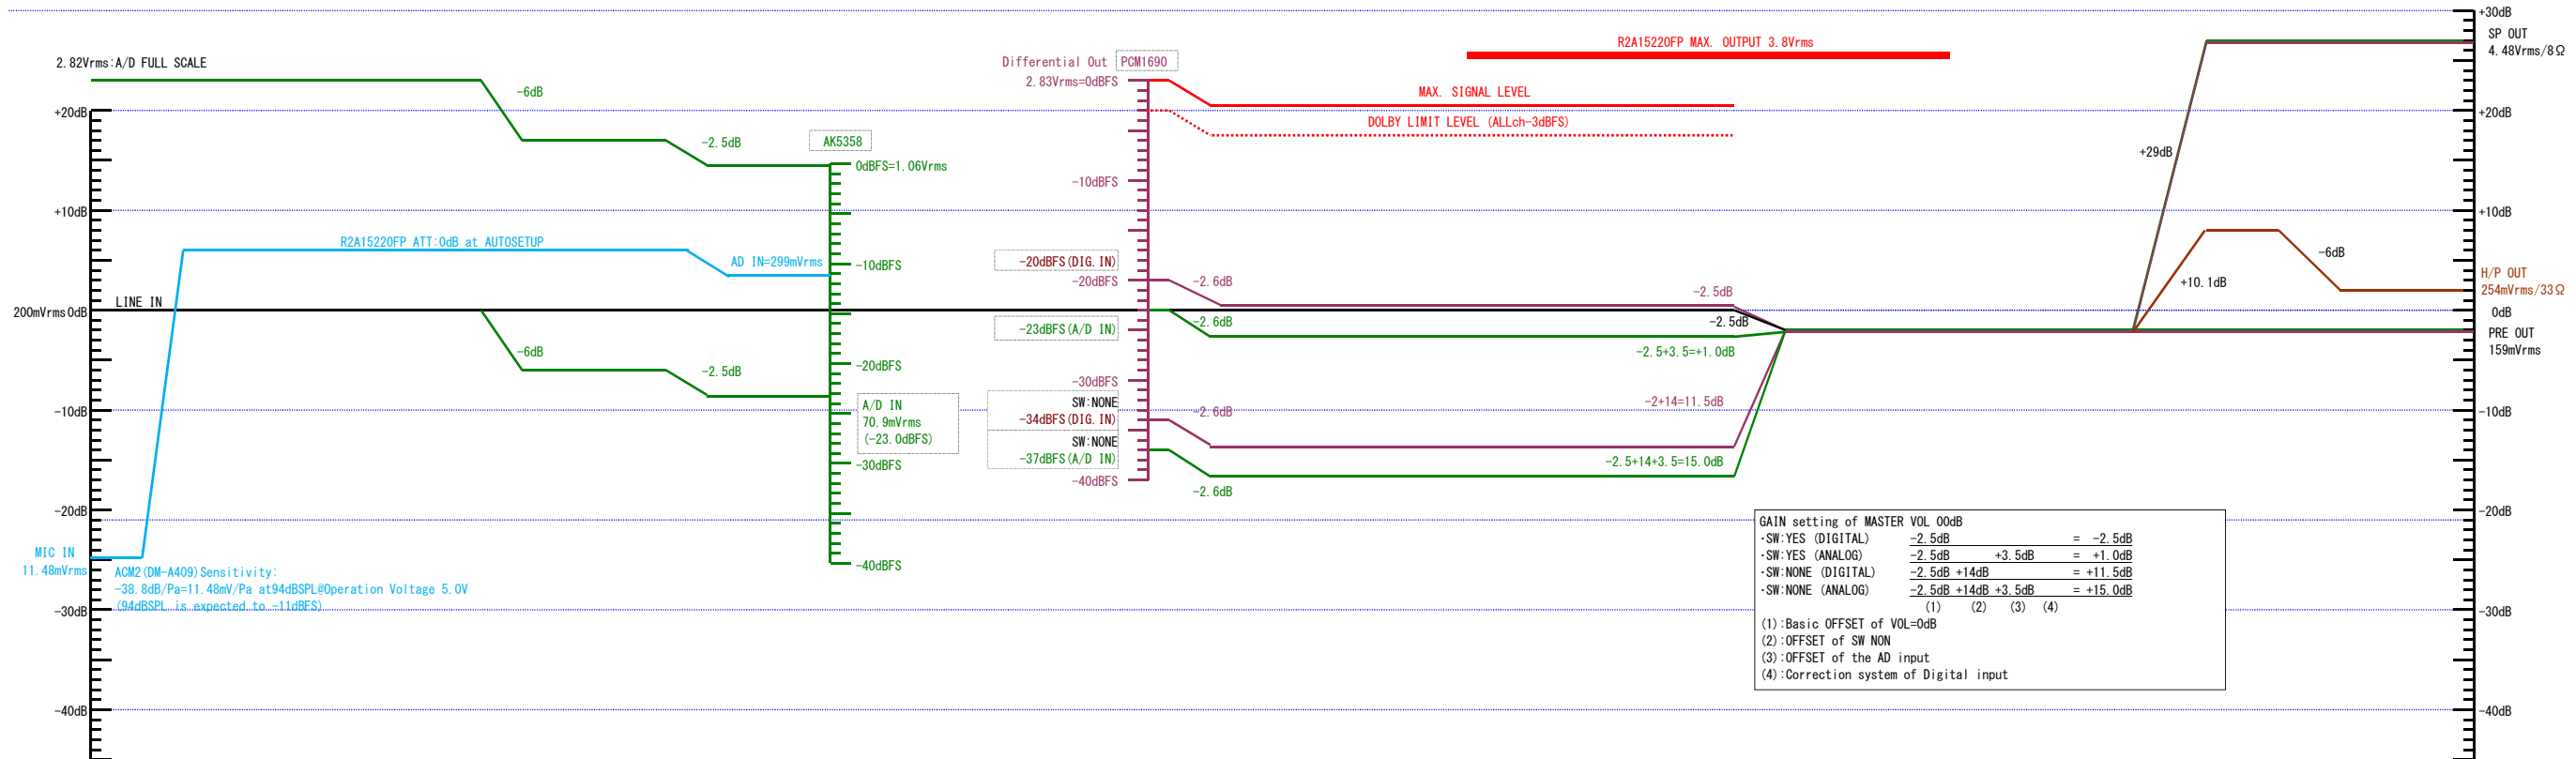 +30dB
SP OUT
4.48Vrms/8Ω
R2A15220FP MAX. OUTPUT 3.8Vrms
2.82Vrms:A/D FULL SCALE
Differential Out PCM1690
2.83Vrms=0dBFS
-6dB
MAX. SIGNAL LEVEL
+20dB
+20dB
DOLBY LIMIT LEVEL (ALLch-3dBFS)
-2.5dB
AK5358
+29dB
0dBFS=1.06Vrms
-10dBFS
+10dB
+10dB
R2A15220FP ATT:0dB at AUTOSETUP
-6dB
AD IN=299mVrms
-10dBFS
-20dBFS(DIG.IN)
-20dBFS
-2.6dB
+10.1dB
H/P OUT
254mVrms/33Ω
LINE IN
-2.5dB
200mVrms0dB
0dB
-23dBFS(A/D IN)
-2.6dB
-2.5dB
PRE OUT
159mVrms
-6dB
-2.5+3.5=+1.0dB
-2.5dB
-20dBFS
-30dBFS
-10dB
A/D IN
70.9mVrms
(-23.0dBFS)
SW:NONE
-34dBFS(DIG.IN)
-2.6dB
-2+14=11.5dB
-10dB
SW:NONE
-37dBFS(A/D IN)
-30dBFS
-2.5+14+3.5=15.0dB
-40dBFS
-2.6dB
-20dB
-20dB
GAIN setting of MASTER VOL 00dB
·SW:YES (DIGITAL) -2.5dB = -2.5dB
·SW:YES (ANALOG) -2.5dB +3.5dB = +1.0dB
·SW:NONE (DIGITAL) -2.5dB +14dB = +11.5dB
·SW:NONE (ANALOG) -2.5dB +14dB +3.5dB = +15.0dB
(1) (2) (3) (4)
(1):Basic OFFSET of VOL=0dB
(2):OFFSET of SW NON
(3):OFFSET of the AD input
(4):Correction system of Digital input
MIC IN
11.48mVrms
-40dBFS
ACM2(DM-A409)Sensitivity:
-38.8dB/Pa=11.48mV/Pa at94dBSPL@Operation Voltage 5.0V
(94dBSPL is expected to -11dBFS)
-30dB
-30dB
-40dB
-40dB